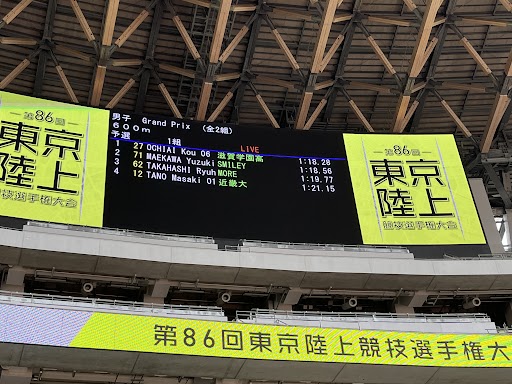 第86回
東京
陸上
競技選手権大会
男子 Grand Prix (全2組)
600m
予選 1組 LIVE
1 27 OCHIAI Kou 06 滋賀学園高 1:18.28
2 71 MAEKAWA Yuzuki SMILEY 1:18.56
3 62 TAKAHASHI Ryuh MORE 1:19.77
4 12 TANO Masaki 01 近畿大 1:21.15
第86回
東京
陸上
競技選手権大会
第86回東京陸上競技選手権大